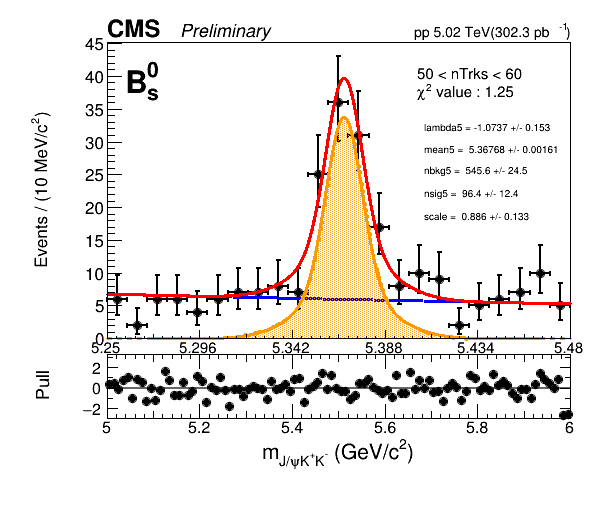 CMS Preliminary pp 5.02 TeV(302.3 pb⁻¹)
B⁰ₛ
50 < nTrks < 60
χ² value : 1.25
lambda5 = -1.0737 +/- 0.153
mean5 = 5.36768 +/- 0.00161
nbkg5 = 545.6 +/- 24.5
nsig5 = 96.4 +/- 12.4
scale = 0.886 +/- 0.133
Events / (10 MeV/c²)
45
40
35
30
25
20
15
10
5
0
5.25 5.296 5.342 5.388 5.434 5.48
Pull
2
0
−2
5 5.2 5.4 5.6 5.8 6
m_J/ψK⁺K⁻ (GeV/c²)